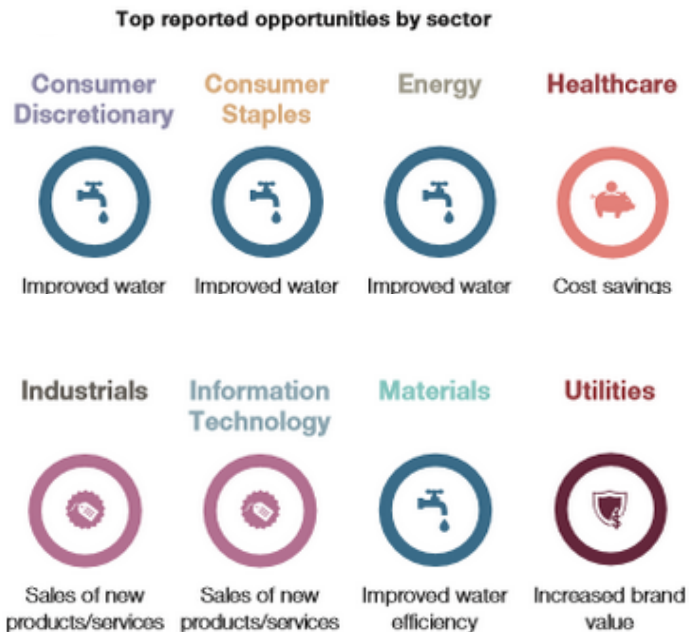 Top reported opportunities by sector
Consumer Discretionary
Consumer Staples
Energy
Healthcare
Improved water
Improved water
Improved water
Cost savings
Industrials
Information Technology
Materials
Utilities
Sales of new products/services
Sales of new products/services
Improved water efficiency
Increased brand value